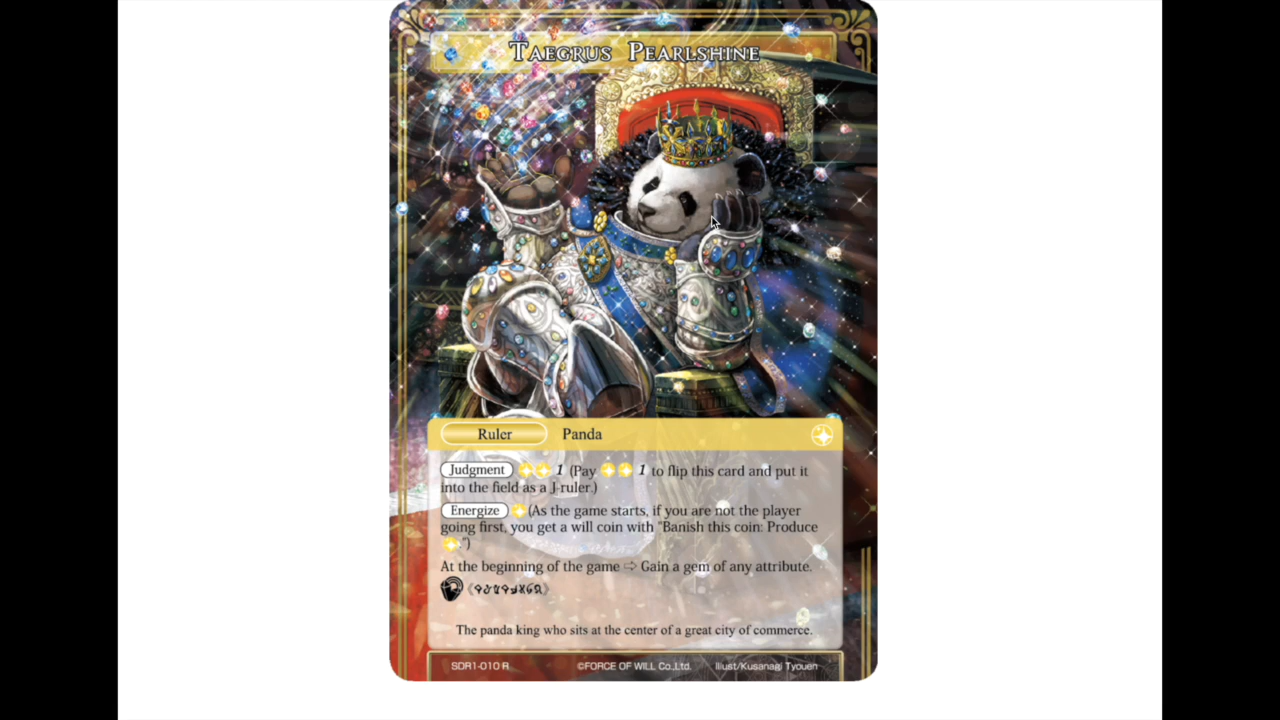 Taegrus Pearlshine
Ruler Panda
Judgment 1 (Pay 1 to flip this card and put it
into the field as a J-ruler.)
Energize (As the game starts, if you are not the player
going first, you get a will coin with "Banish this coin: Produce
.")
At the beginning of the game ⇨ Gain a gem of any attribute.
The panda king who sits at the center of a great city of commerce.
SDR1-010 R ©FORCE OF WILL Co.,Ltd. Illust/Kusanagi Tyouen